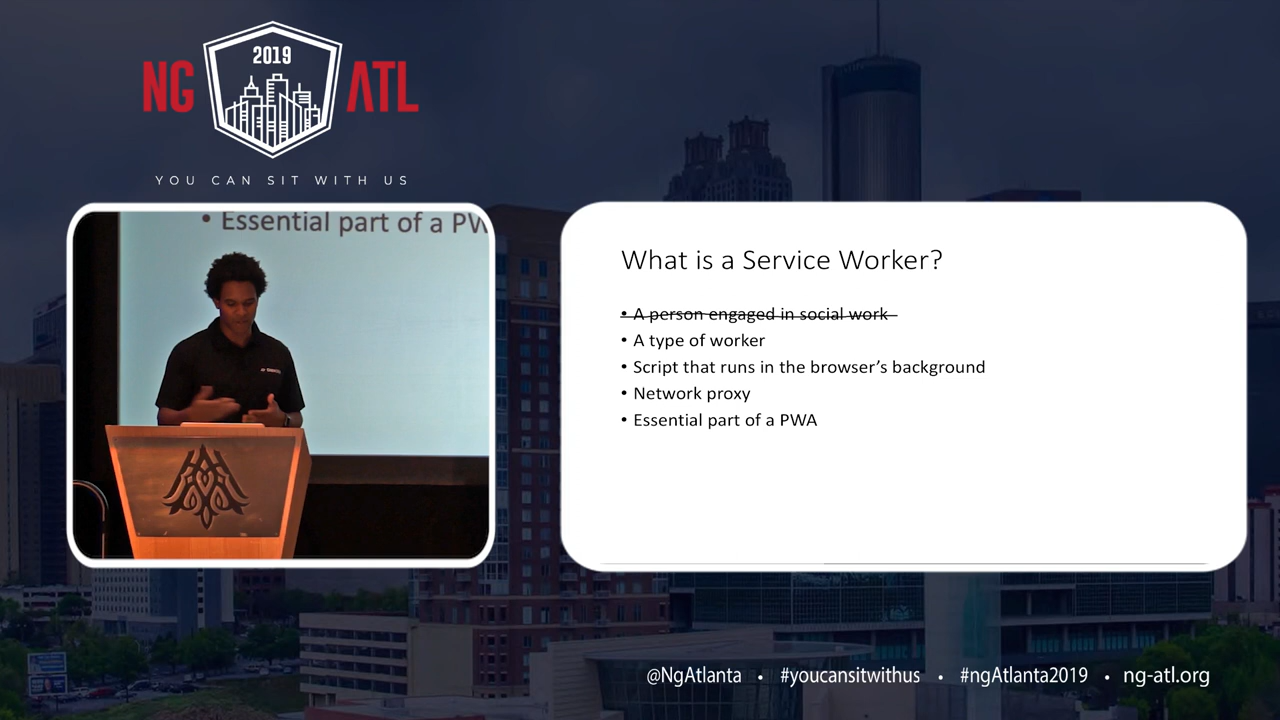 2019
NG ATL
YOU CAN SIT WITH US
• Essential part of a PW
What is a Service Worker?
• A person engaged in social work
• A type of worker
• Script that runs in the browser’s background
• Network proxy
• Essential part of a PWA
@NgAtlanta • #youcansitwithus • #ngAtlanta2019 • ng-atl.org